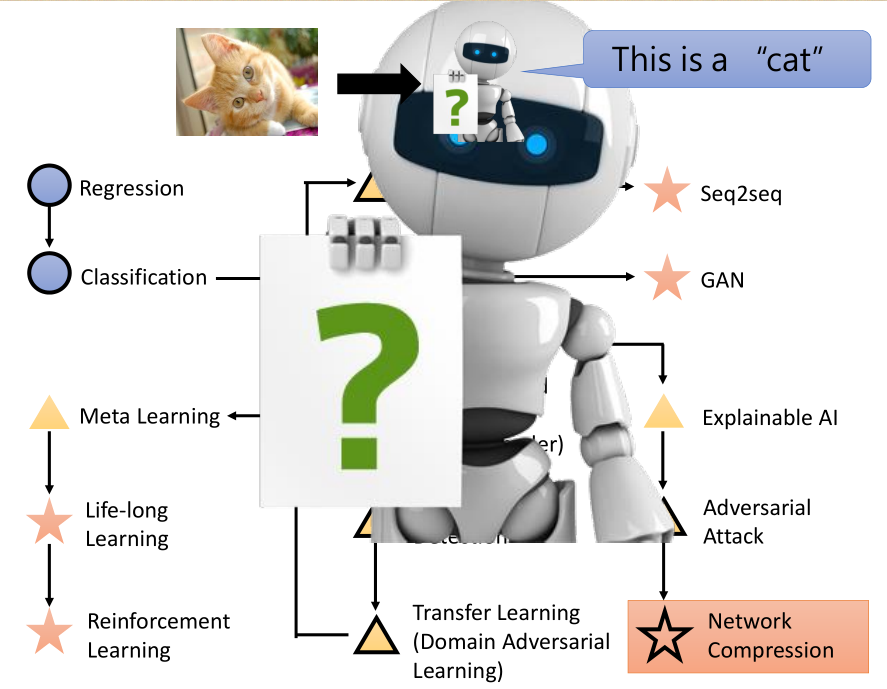 This is a “cat”
?
Regression
Seq2seq
Classification
GAN
?
Meta Learning
Explainable AI
Life-long
Learning
Adversarial
Attack
Reinforcement
Learning
Transfer Learning
(Domain Adversarial
Learning)
Network
Compression